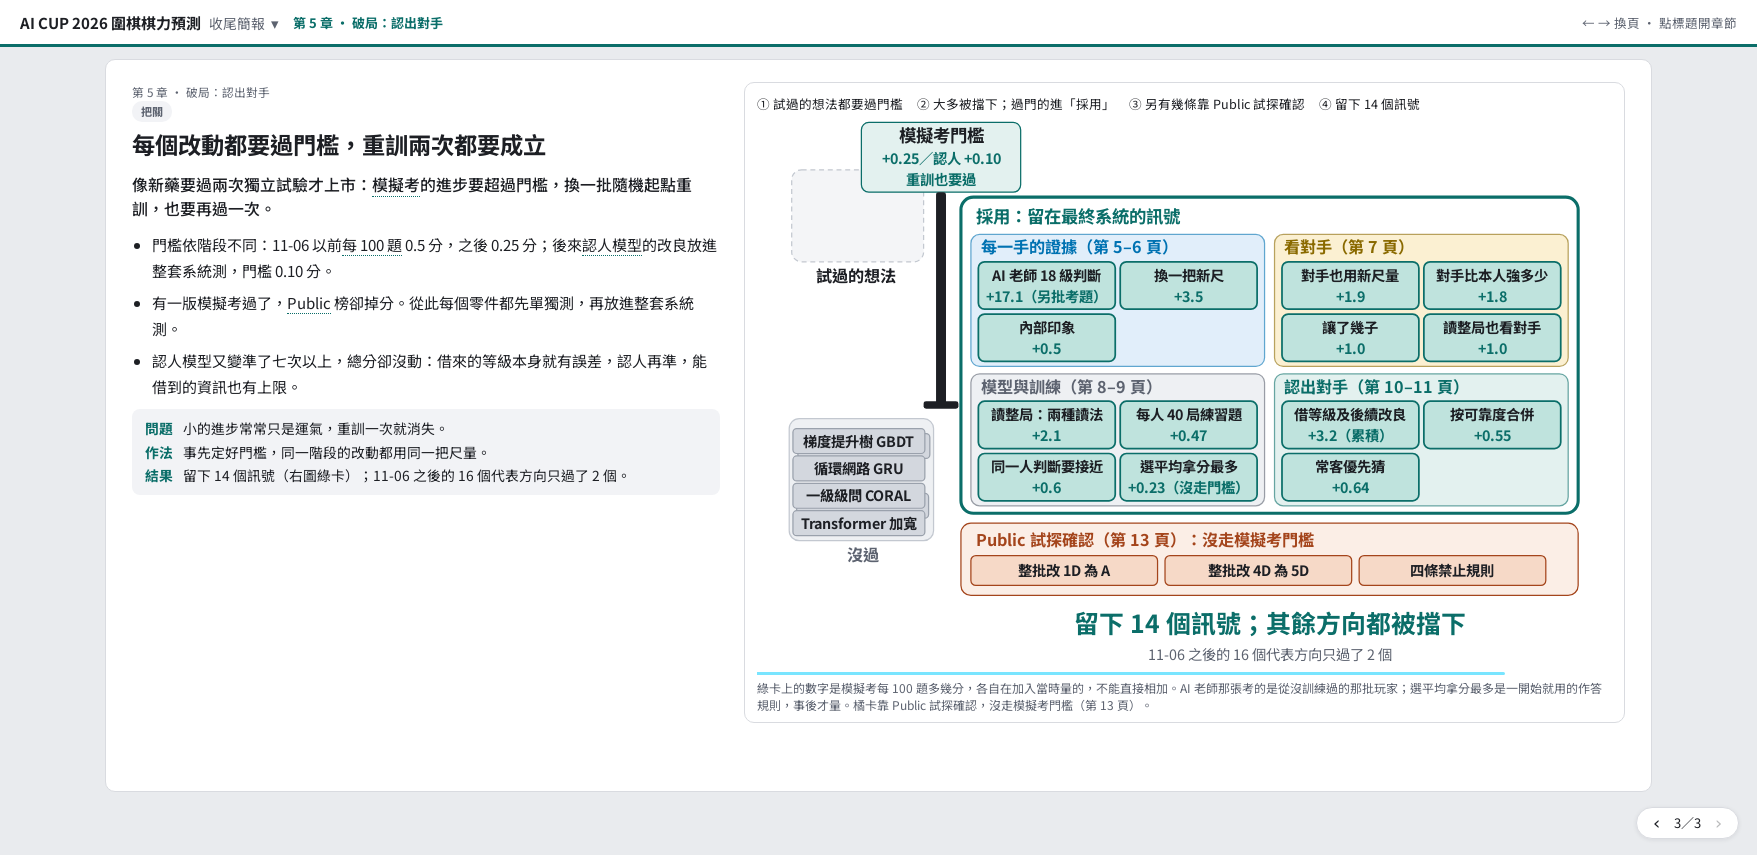 AI CUP 2026 圍棋棋力預測 收尾簡報 ▼ 第 5 章 · 破局：認出對手
← → 換頁 · 點標題開章節
第 5 章 · 破局：認出對手
把關
每個改動都要過門檻，重訓兩次都要成立
像新藥要過兩次獨立試驗才上市：模擬考的進步要超過門檻，換一批隨機起點重
訓，也要再過一次。
• 門檻依階段不同：11-06 以前每 100 題 0.5 分，之後 0.25 分；後來認人模型的改良放進
整套系統測，門檻 0.10 分。
• 有一版模擬考過了，Public 榜卻掉分。從此每個零件都先單獨測，再放進整套系統
測。
• 認人模型又變準了七次以上，總分卻沒動：借來的等級本身就有誤差，認人再準，能
借到的資訊也有上限。
問題 小的進步常常只是運氣，重訓一次就消失。
作法 事先定好門檻，同一階段的改動都用同一把尺量。
結果 留下 14 個訊號（右圖綠卡）；11-06 之後的 16 個代表方向只過了 2 個。
① 試過的想法都要過門檻 ② 大多被擋下；過門的進「採用」 ③ 另有幾條靠 Public 試探確認 ④ 留下 14 個訊號
模擬考門檻
+0.25／認人 +0.10
重訓也要過
試過的想法
採用：留在最終系統的訊號
每一手的證據（第 5–6 頁）
AI 老師 18 級判斷
+17.1（另批考題）
換一把新尺
+3.5
內部印象
+0.5
看對手（第 7 頁）
對手也用新尺量
+1.9
對手比本人強多少
+1.8
讓了幾子
+1.0
讀整局也看對手
+1.0
模型與訓練（第 8–9 頁）
讀整局：兩種讀法
+2.1
每人 40 局練習題
+0.47
同一人判斷要接近
+0.6
選平均拿分最多
+0.23（沒走門檻）
認出對手（第 10–11 頁）
借等級及後續改良
+3.2（累積）
按可靠度合併
+0.55
常客優先猜
+0.64
梯度提升樹 GBDT
循環網路 GRU
一級級問 CORAL
Transformer 加寬
沒過
Public 試探確認（第 13 頁）：沒走模擬考門檻
整批改 1D 為 A
整批改 4D 為 5D
四條禁止規則
留下 14 個訊號；其餘方向都被擋下
11-06 之後的 16 個代表方向只過了 2 個
綠卡上的數字是模擬考每 100 題多幾分，各自在加入當時量的，不能直接相加。AI 老師那張考的是從沒訓練過的那批玩家；選平均拿分最多是一開始就用的作答
規則，事後才量。橘卡靠 Public 試探確認，沒走模擬考門檻（第 13 頁）。
‹ 3／3 ›